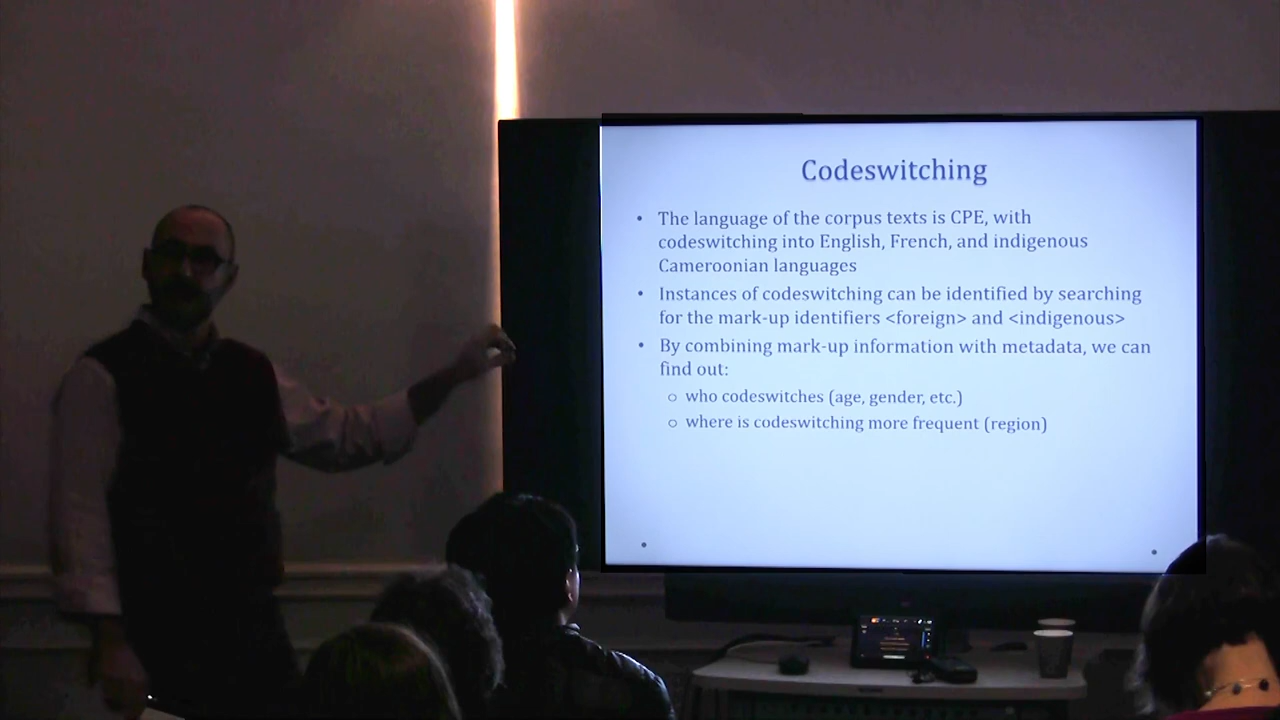 Codeswitching
• The language of the corpus texts is CPE, with
codeswitching into English, French, and indigenous
Cameroonian languages
• Instances of codeswitching can be identified by searching
for the mark-up identifiers <foreign> and <indigenous>
• By combining mark-up information with metadata, we can
find out:
o who codeswitches (age, gender, etc.)
o where is codeswitching more frequent (region)